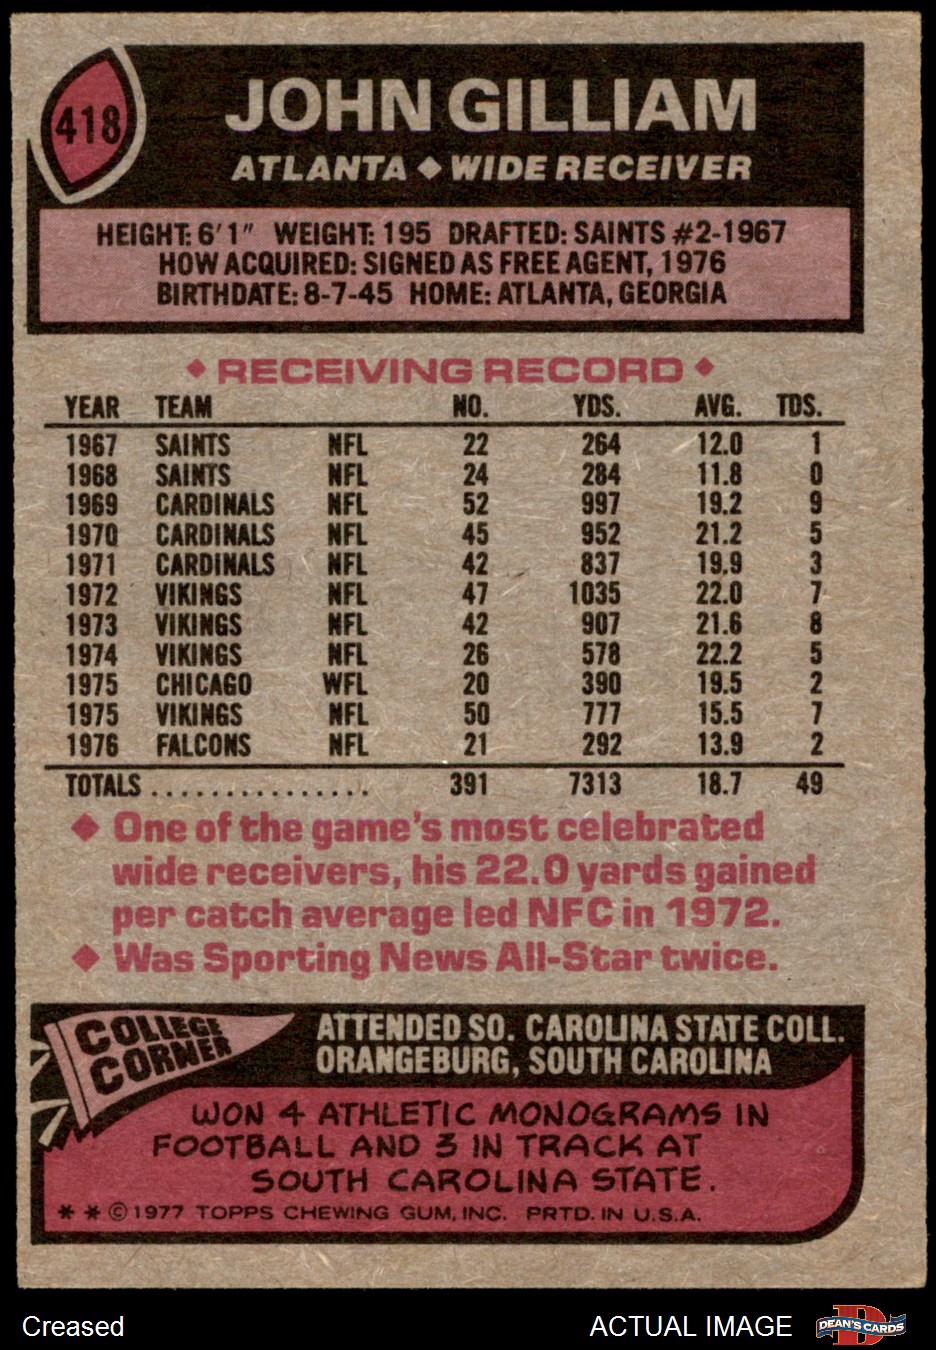 418
JOHN GILLIAM
ATLANTA ◆ WIDE RECEIVER
HEIGHT: 6'1" WEIGHT: 195 DRAFTED: SAINTS #2-1967
HOW ACQUIRED: SIGNED AS FREE AGENT, 1976
BIRTHDATE: 8-7-45 HOME: ATLANTA, GEORGIA
◆ RECEIVING RECORD ◆
YEAR TEAM NO. YDS. AVG. TDS.
1967 SAINTS NFL 22 264 12.0 1
1968 SAINTS NFL 24 284 11.8 0
1969 CARDINALS NFL 52 997 19.2 9
1970 CARDINALS NFL 45 952 21.2 5
1971 CARDINALS NFL 42 837 19.9 3
1972 VIKINGS NFL 47 1035 22.0 7
1973 VIKINGS NFL 42 907 21.6 8
1974 VIKINGS NFL 26 578 22.2 5
1975 CHICAGO WFL 20 390 19.5 2
1975 VIKINGS NFL 50 777 15.5 7
1976 FALCONS NFL 21 292 13.9 2
TOTALS ............... 391 7313 18.7 49
◆ One of the game's most celebrated
wide receivers, his 22.0 yards gained
per catch average led NFC in 1972.
◆ Was Sporting News All-Star twice.
COLLEGE
CORNER
ATTENDED SO. CAROLINA STATE COLL.
ORANGEBURG, SOUTH CAROLINA
WON 4 ATHLETIC MONOGRAMS IN
FOOTBALL AND 3 IN TRACK AT
SOUTH CAROLINA STATE.
* * © 1977 TOPPS CHEWING GUM, INC. PRTD. IN U.S.A.
Creased
ACTUAL IMAGE
D
DEAN'S CARDS